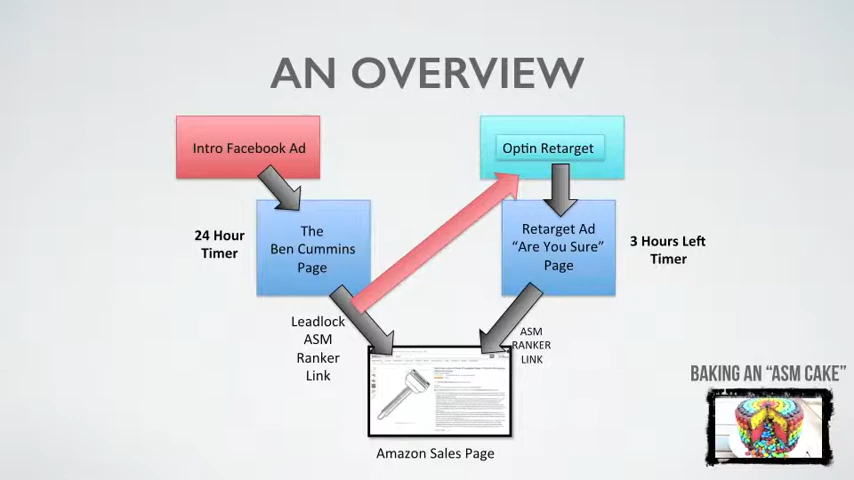 AN OVERVIEW
Intro Facebook Ad
Optin Retarget
24 Hour
Timer
The
Ben Cummins
Page
Retarget Ad
“Are You Sure”
Page
3 Hours Left
Timer
Leadlock
ASM
Ranker
Link
ASM
RANKER
LINK
Amazon Sales Page
BAKING AN “ASM CAKE”